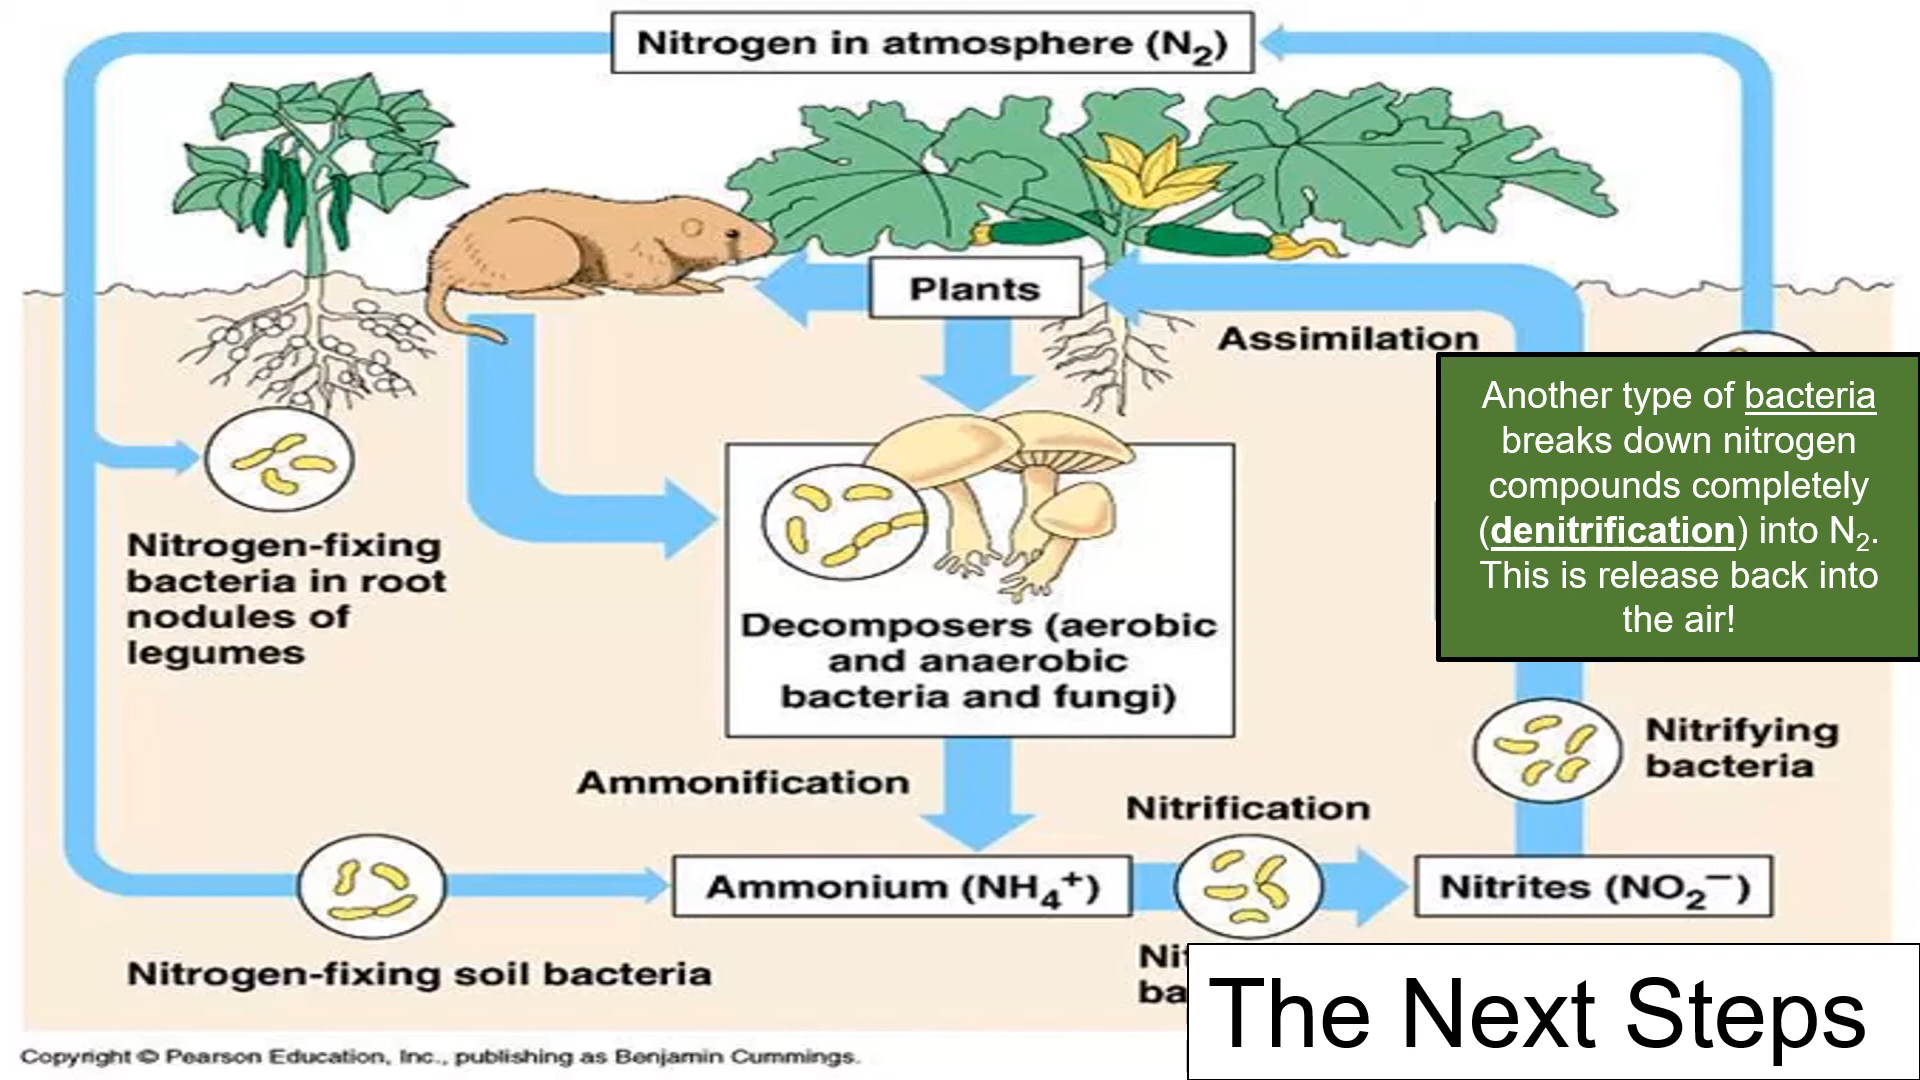 Nitrogen in atmosphere (N₂)
Plants
Assimilation
Another type of bacteria
breaks down nitrogen
compounds completely
(denitrification) into N₂.
This is release back into
the air!
Nitrogen-fixing
bacteria in root
nodules of
legumes
Decomposers (aerobic
and anaerobic
bacteria and fungi)
Nitrifying
bacteria
Ammonification
Nitrification
Ammonium (NH₄⁺)
Nitrites (NO₂⁻)
Nitrogen-fixing soil bacteria
The Next Steps
Copyright © Pearson Education, Inc., publishing as Benjamin Cummings.